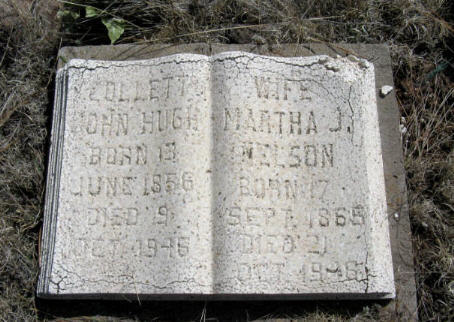 COLLETT
JOHN HUGH
BORN 13
JUNE 1856
DIED 9
OCT 1946
WIFE
MARTHA J.
NELSON
BORN 17
SEPT 1865
DIED 21
OCT 1946